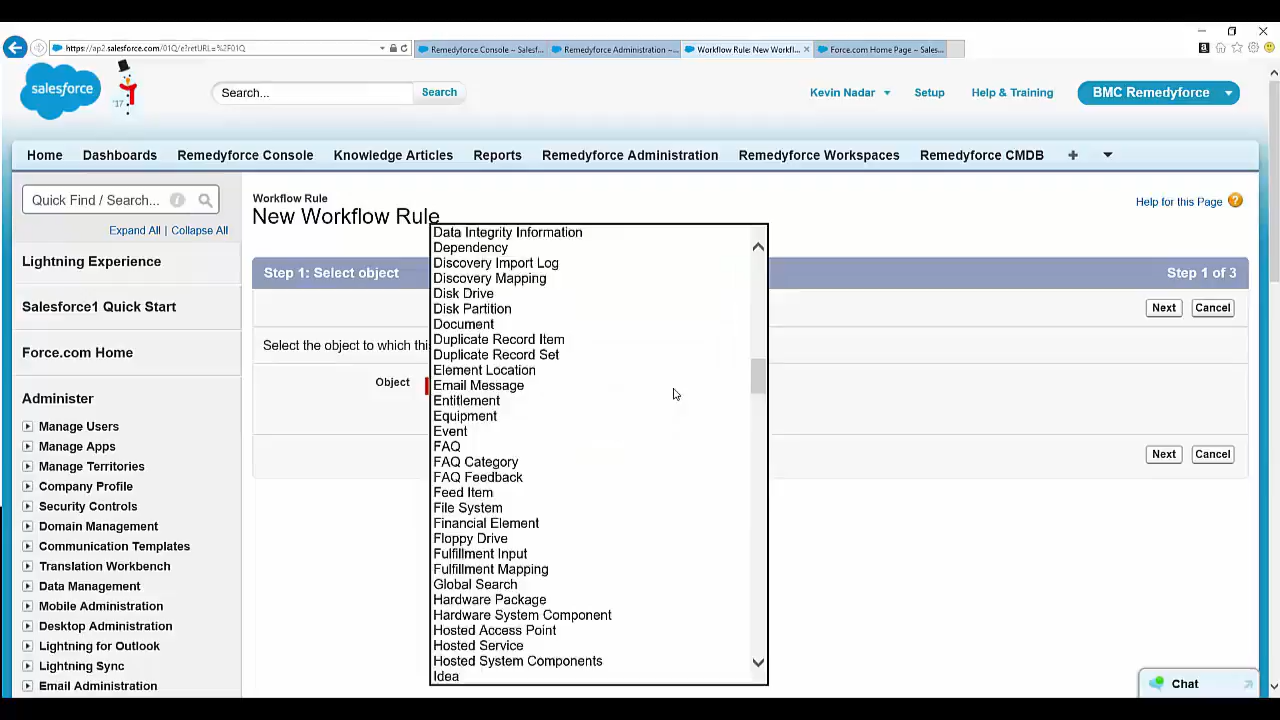 https://ap2.salesforce.com/01Q/e?retURL=%2F01Q
Remedyforce Console – Salesf...
Remedyforce Administration –...
Workflow Rule: New Workfl...
Force.com Home Page – Sales...
salesforce
'17
Search...
Search
Kevin Nadar
Setup
Help & Training
BMC Remedyforce
Home
Dashboards
Remedyforce Console
Knowledge Articles
Reports
Remedyforce Administration
Remedyforce Workspaces
Remedyforce CMDB
Quick Find / Search...
Expand All | Collapse All
Lightning Experience
Salesforce1 Quick Start
Force.com Home
Administer
Manage Users
Manage Apps
Manage Territories
Company Profile
Security Controls
Domain Management
Communication Templates
Translation Workbench
Data Management
Mobile Administration
Desktop Administration
Lightning for Outlook
Lightning Sync
Email Administration
Workflow Rule
New Workflow Rule
Help for this Page
Step 1: Select object
Step 1 of 3
Next
Cancel
Select the object to which this
Object
Data Integrity Information
Dependency
Discovery Import Log
Discovery Mapping
Disk Drive
Disk Partition
Document
Duplicate Record Item
Duplicate Record Set
Element Location
Email Message
Entitlement
Equipment
Event
FAQ
FAQ Category
FAQ Feedback
Feed Item
File System
Financial Element
Floppy Drive
Fulfillment Input
Fulfillment Mapping
Global Search
Hardware Package
Hardware System Component
Hosted Access Point
Hosted Service
Hosted System Components
Idea
Next
Cancel
Chat